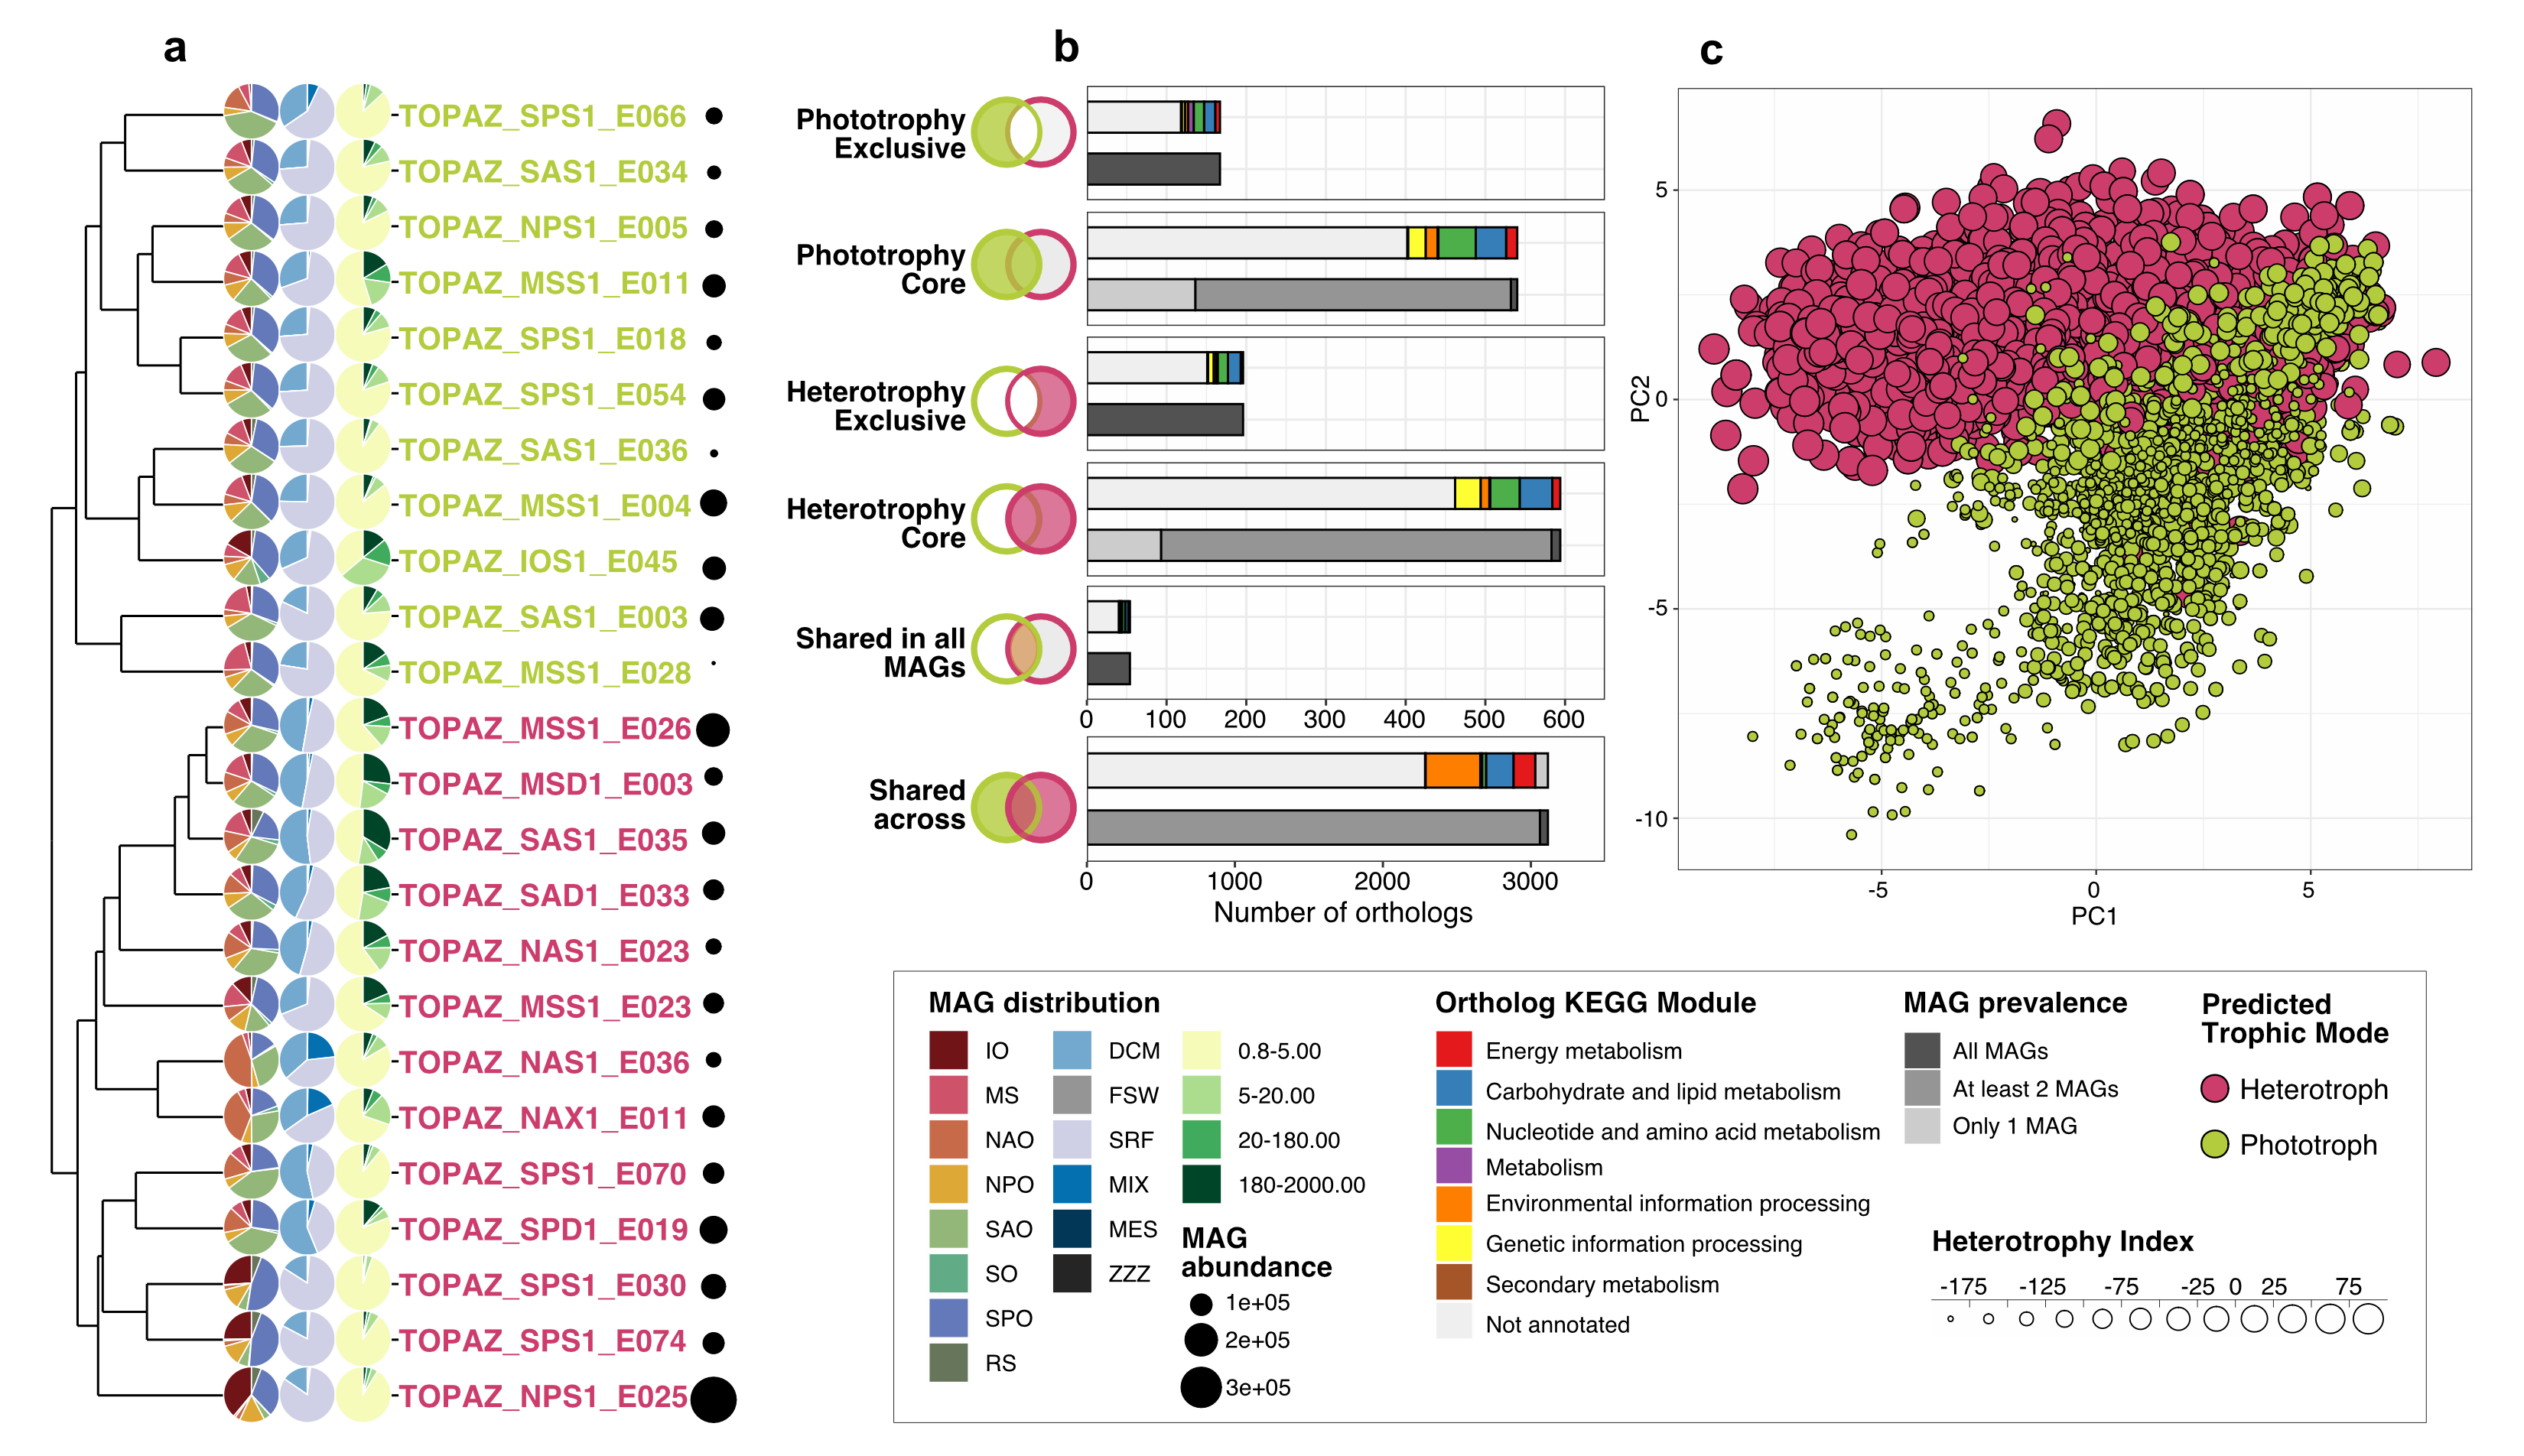 a
TOPAZ_SPS1_E066
TOPAZ_SAS1_E034
TOPAZ_NPS1_E005
TOPAZ_MSS1_E011
TOPAZ_SPS1_E018
TOPAZ_SPS1_E054
TOPAZ_SAS1_E036
TOPAZ_MSS1_E004
TOPAZ_IOS1_E045
TOPAZ_SAS1_E003
TOPAZ_MSS1_E028
TOPAZ_MSS1_E026
TOPAZ_MSD1_E003
TOPAZ_SAS1_E035
TOPAZ_SAD1_E033
TOPAZ_NAS1_E023
TOPAZ_MSS1_E023
TOPAZ_NAS1_E036
TOPAZ_NAX1_E011
TOPAZ_SPS1_E070
TOPAZ_SPD1_E019
TOPAZ_SPS1_E030
TOPAZ_SPS1_E074
TOPAZ_NPS1_E025
b
Phototrophy
Exclusive
Phototrophy
Core
Heterotrophy
Exclusive
Heterotrophy
Core
Shared in all
MAGs
0 100 200 300 400 500 600
Shared
across
0 1000 2000 3000
Number of orthologs
c
PC2
5
0
-5
-10
-5 0 5
PC1
MAG distribution
IO
MS
NAO
NPO
SAO
SO
SPO
RS
DCM
FSW
SRF
MIX
MES
ZZZ
0.8-5.00
5-20.00
20-180.00
180-2000.00
MAG
abundance
1e+05
2e+05
3e+05
Ortholog KEGG Module
Energy metabolism
Carbohydrate and lipid metabolism
Nucleotide and amino acid metabolism
Metabolism
Environmental information processing
Genetic information processing
Secondary metabolism
Not annotated
MAG prevalence
All MAGs
At least 2 MAGs
Only 1 MAG
Predicted
Trophic Mode
Heterotroph
Phototroph
Heterotrophy Index
-175 -125 -75 -25 0 25 75